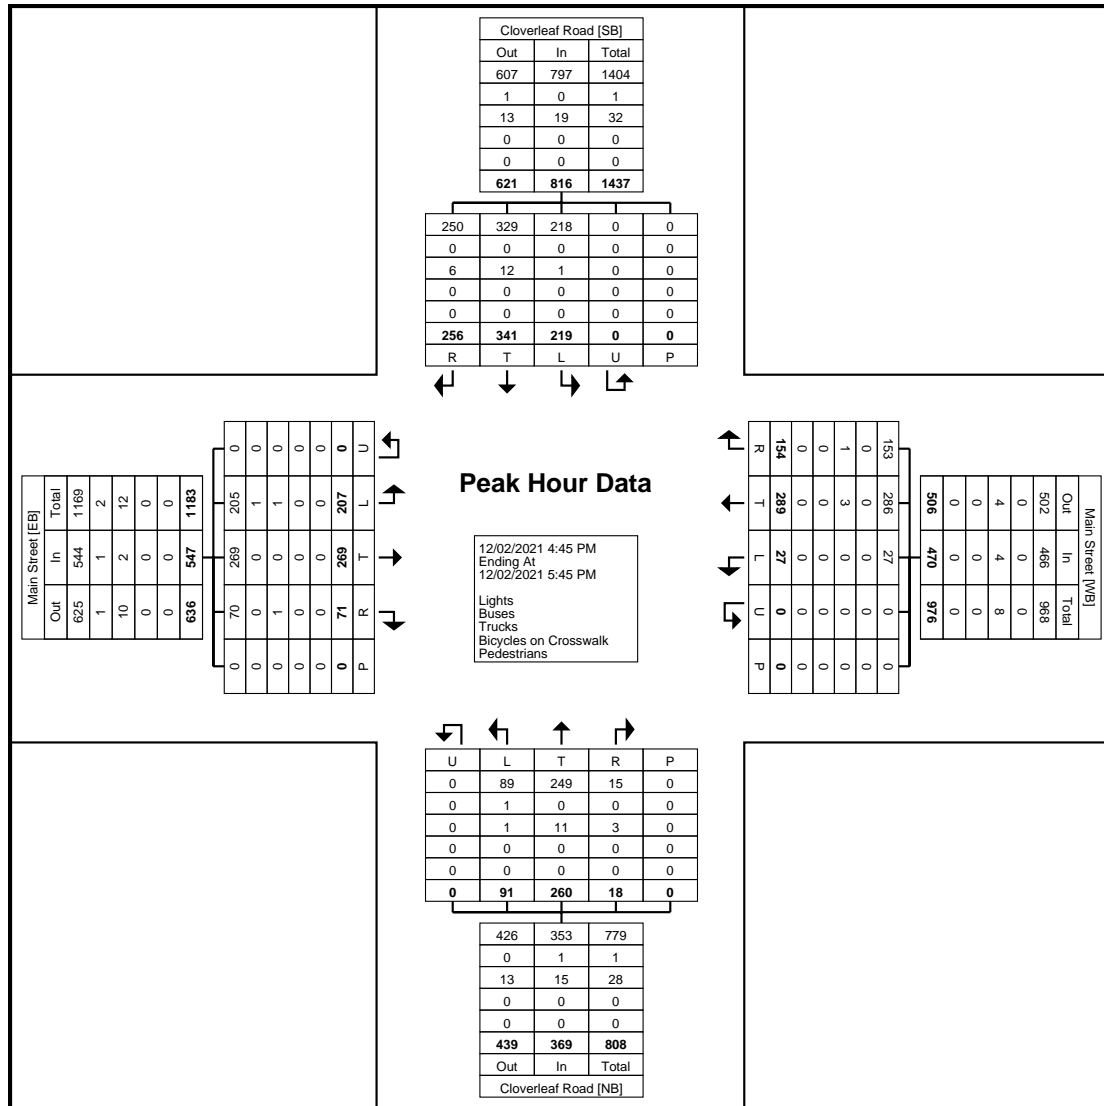 Cloverleaf Road [SB]
Out In Total
607 797 1404
1 0 1
13 19 32
0 0 0
0 0 0
621 816 1437
250 329 218 0 0
0 0 0 0 0
6 12 1 0 0
0 0 0 0 0
0 0 0 0 0
256 341 219 0 0
R T L U P
Main Street [EB]
Out In Total
625 544 1169
1 1 2
10 2 12
0 0 0
0 0 0
636 547 1183
U L T R P
0 207 269 71 0
0 0 0 0 0
0 0 0 0 0
0 1 0 1 0
0 1 0 0 0
0 205 269 70 0
Peak Hour Data
12/02/2021 4:45 PM
Ending At
12/02/2021 5:45 PM
Lights
Buses
Trucks
Bicycles on Crosswalk
Pedestrians
Main Street [WB]
Out In Total
502 466 968
0 0 0
4 4 8
0 0 0
0 0 0
506 470 976
153 286 27 0 0
0 0 0 0 0
1 3 0 0 0
0 0 0 0 0
0 0 0 0 0
154 289 27 0 0
R T L U P
U L T R P
0 89 249 15 0
0 1 0 0 0
0 1 11 3 0
0 0 0 0 0
0 0 0 0 0
0 91 260 18 0
426 353 779
0 1 1
13 15 28
0 0 0
0 0 0
439 369 808
Out In Total
Cloverleaf Road [NB]